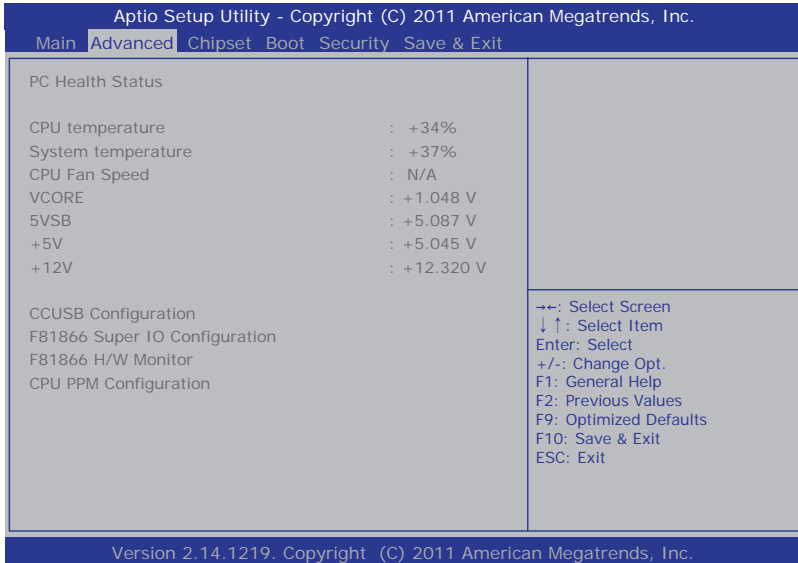 Aptio Setup Utility - Copyright (C) 2011 American Megatrends, Inc.
Main Advanced Chipset Boot Security Save & Exit
PC Health Status
CPU temperature : +34%
System temperature : +37%
CPU Fan Speed : N/A
VCORE : +1.048 V
5VSB : +5.087 V
+5V : +5.045 V
+12V : +12.320 V
CCUSB Configuration
F81866 Super IO Configuration
F81866 H/W Monitor
CPU PPM Configuration
→←: Select Screen
↓↑: Select Item
Enter: Select
+/-: Change Opt.
F1: General Help
F2: Previous Values
F9: Optimized Defaults
F10: Save & Exit
ESC: Exit
Version 2.14.1219. Copyright (C) 2011 American Megatrends, Inc.